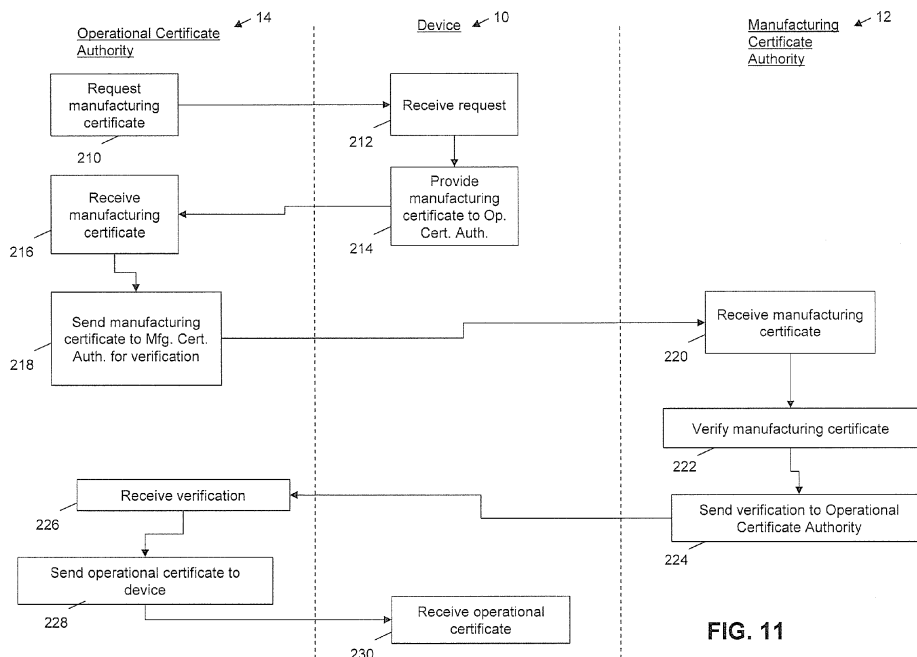 Operational Certificate
Authority
14
Device
10
Manufacturing
Certificate
Authority
12
Request
manufacturing
certificate
210
Receive request
212
Receive
manufacturing
certificate
216
Provide
manufacturing
certificate to Op.
Cert. Auth.
214
Send manufacturing
certificate to Mfg. Cert.
Auth. for verification
218
Receive manufacturing
certificate
220
Verify manufacturing certificate
222
Receive verification
226
Send verification to Operational
Certificate Authority
224
Send operational certificate to
device
228
Receive operational
certificate
230
FIG. 11